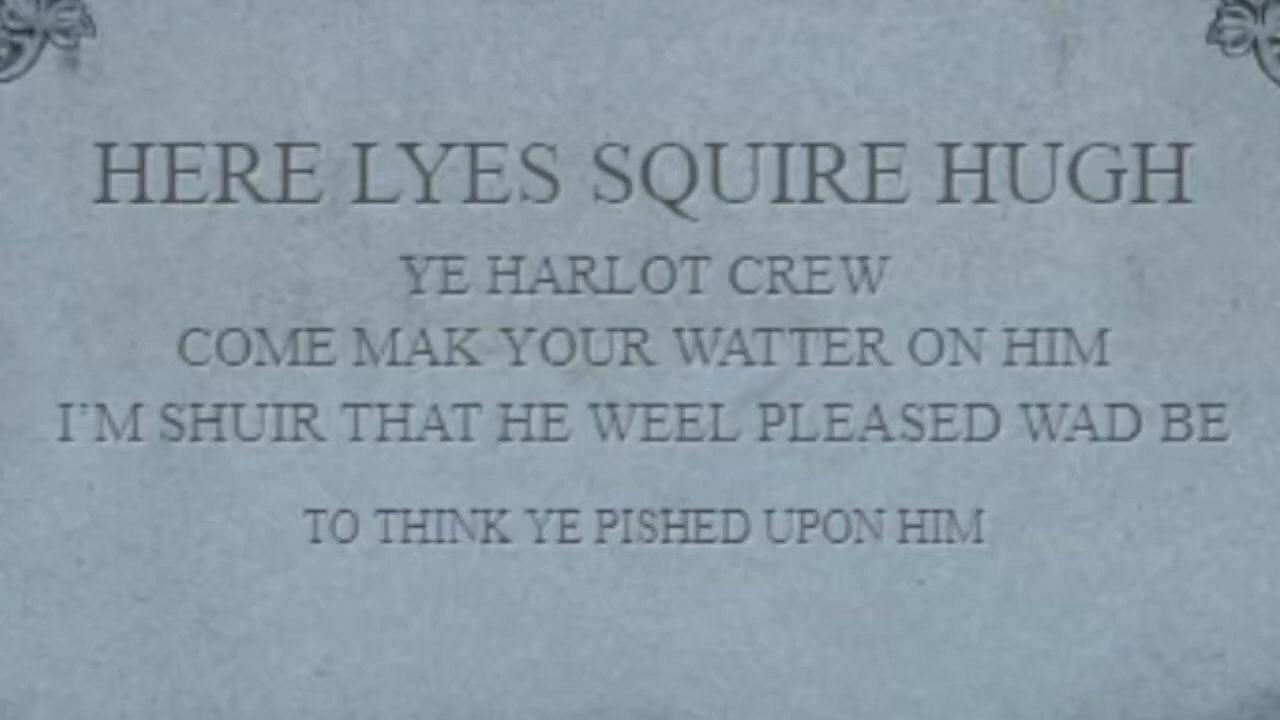 HERE LYES SQUIRE HUGH
YE HARLOT CREW
COME MAK YOUR WATTER ON HIM
I'M SHUIR THAT HE WEEL PLEASED WAD BE
TO THINK YE PISHED UPON HIM